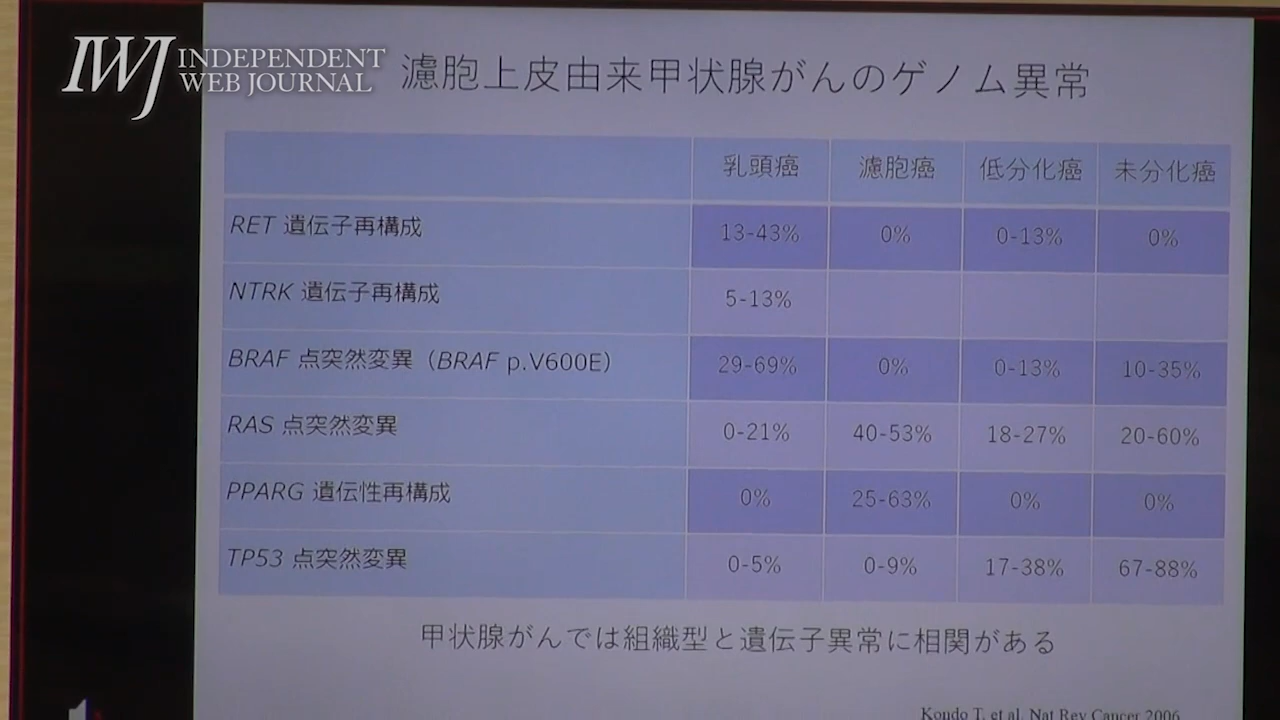 IWJ INDEPENDENT
WEB JOURNAL
濾胞上皮由来甲状腺がんのゲノム異常
乳頭癌 濾胞癌 低分化癌 未分化癌
RET 遺伝子再構成 13-43% 0% 0-13% 0%
NTRK 遺伝子再構成 5-13%
BRAF 点突然変異（BRAF p.V600E） 29-69% 0% 0-13% 10-35%
RAS 点突然変異 0-21% 40-53% 18-27% 20-60%
PPARG 遺伝性再構成 0% 25-63% 0% 0%
TP53 点突然変異 0-5% 0-9% 17-38% 67-88%
甲状腺がんでは組織型と遺伝子異常に相関がある
Kondo T, et al. Nat Rev Cancer 2006